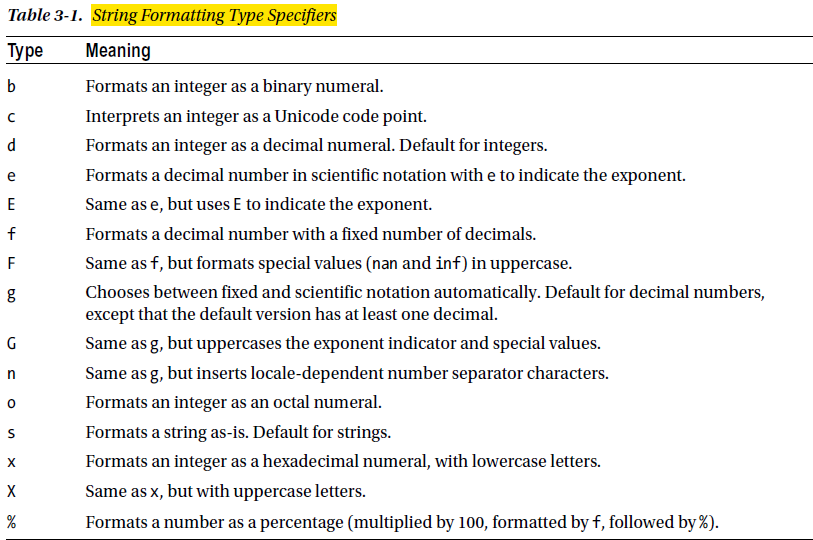 Table 3-1. String Formatting Type Specifiers
Type Meaning
b Formats an integer as a binary numeral.
c Interprets an integer as a Unicode code point.
d Formats an integer as a decimal numeral. Default for integers.
e Formats a decimal number in scientific notation with e to indicate the exponent.
E Same as e, but uses E to indicate the exponent.
f Formats a decimal number with a fixed number of decimals.
F Same as f, but formats special values (nan and inf) in uppercase.
g Chooses between fixed and scientific notation automatically. Default for decimal numbers,
except that the default version has at least one decimal.
G Same as g, but uppercases the exponent indicator and special values.
n Same as g, but inserts locale-dependent number separator characters.
o Formats an integer as an octal numeral.
s Formats a string as-is. Default for strings.
x Formats an integer as a hexadecimal numeral, with lowercase letters.
X Same as x, but with uppercase letters.
% Formats a number as a percentage (multiplied by 100, formatted by f, followed by %).